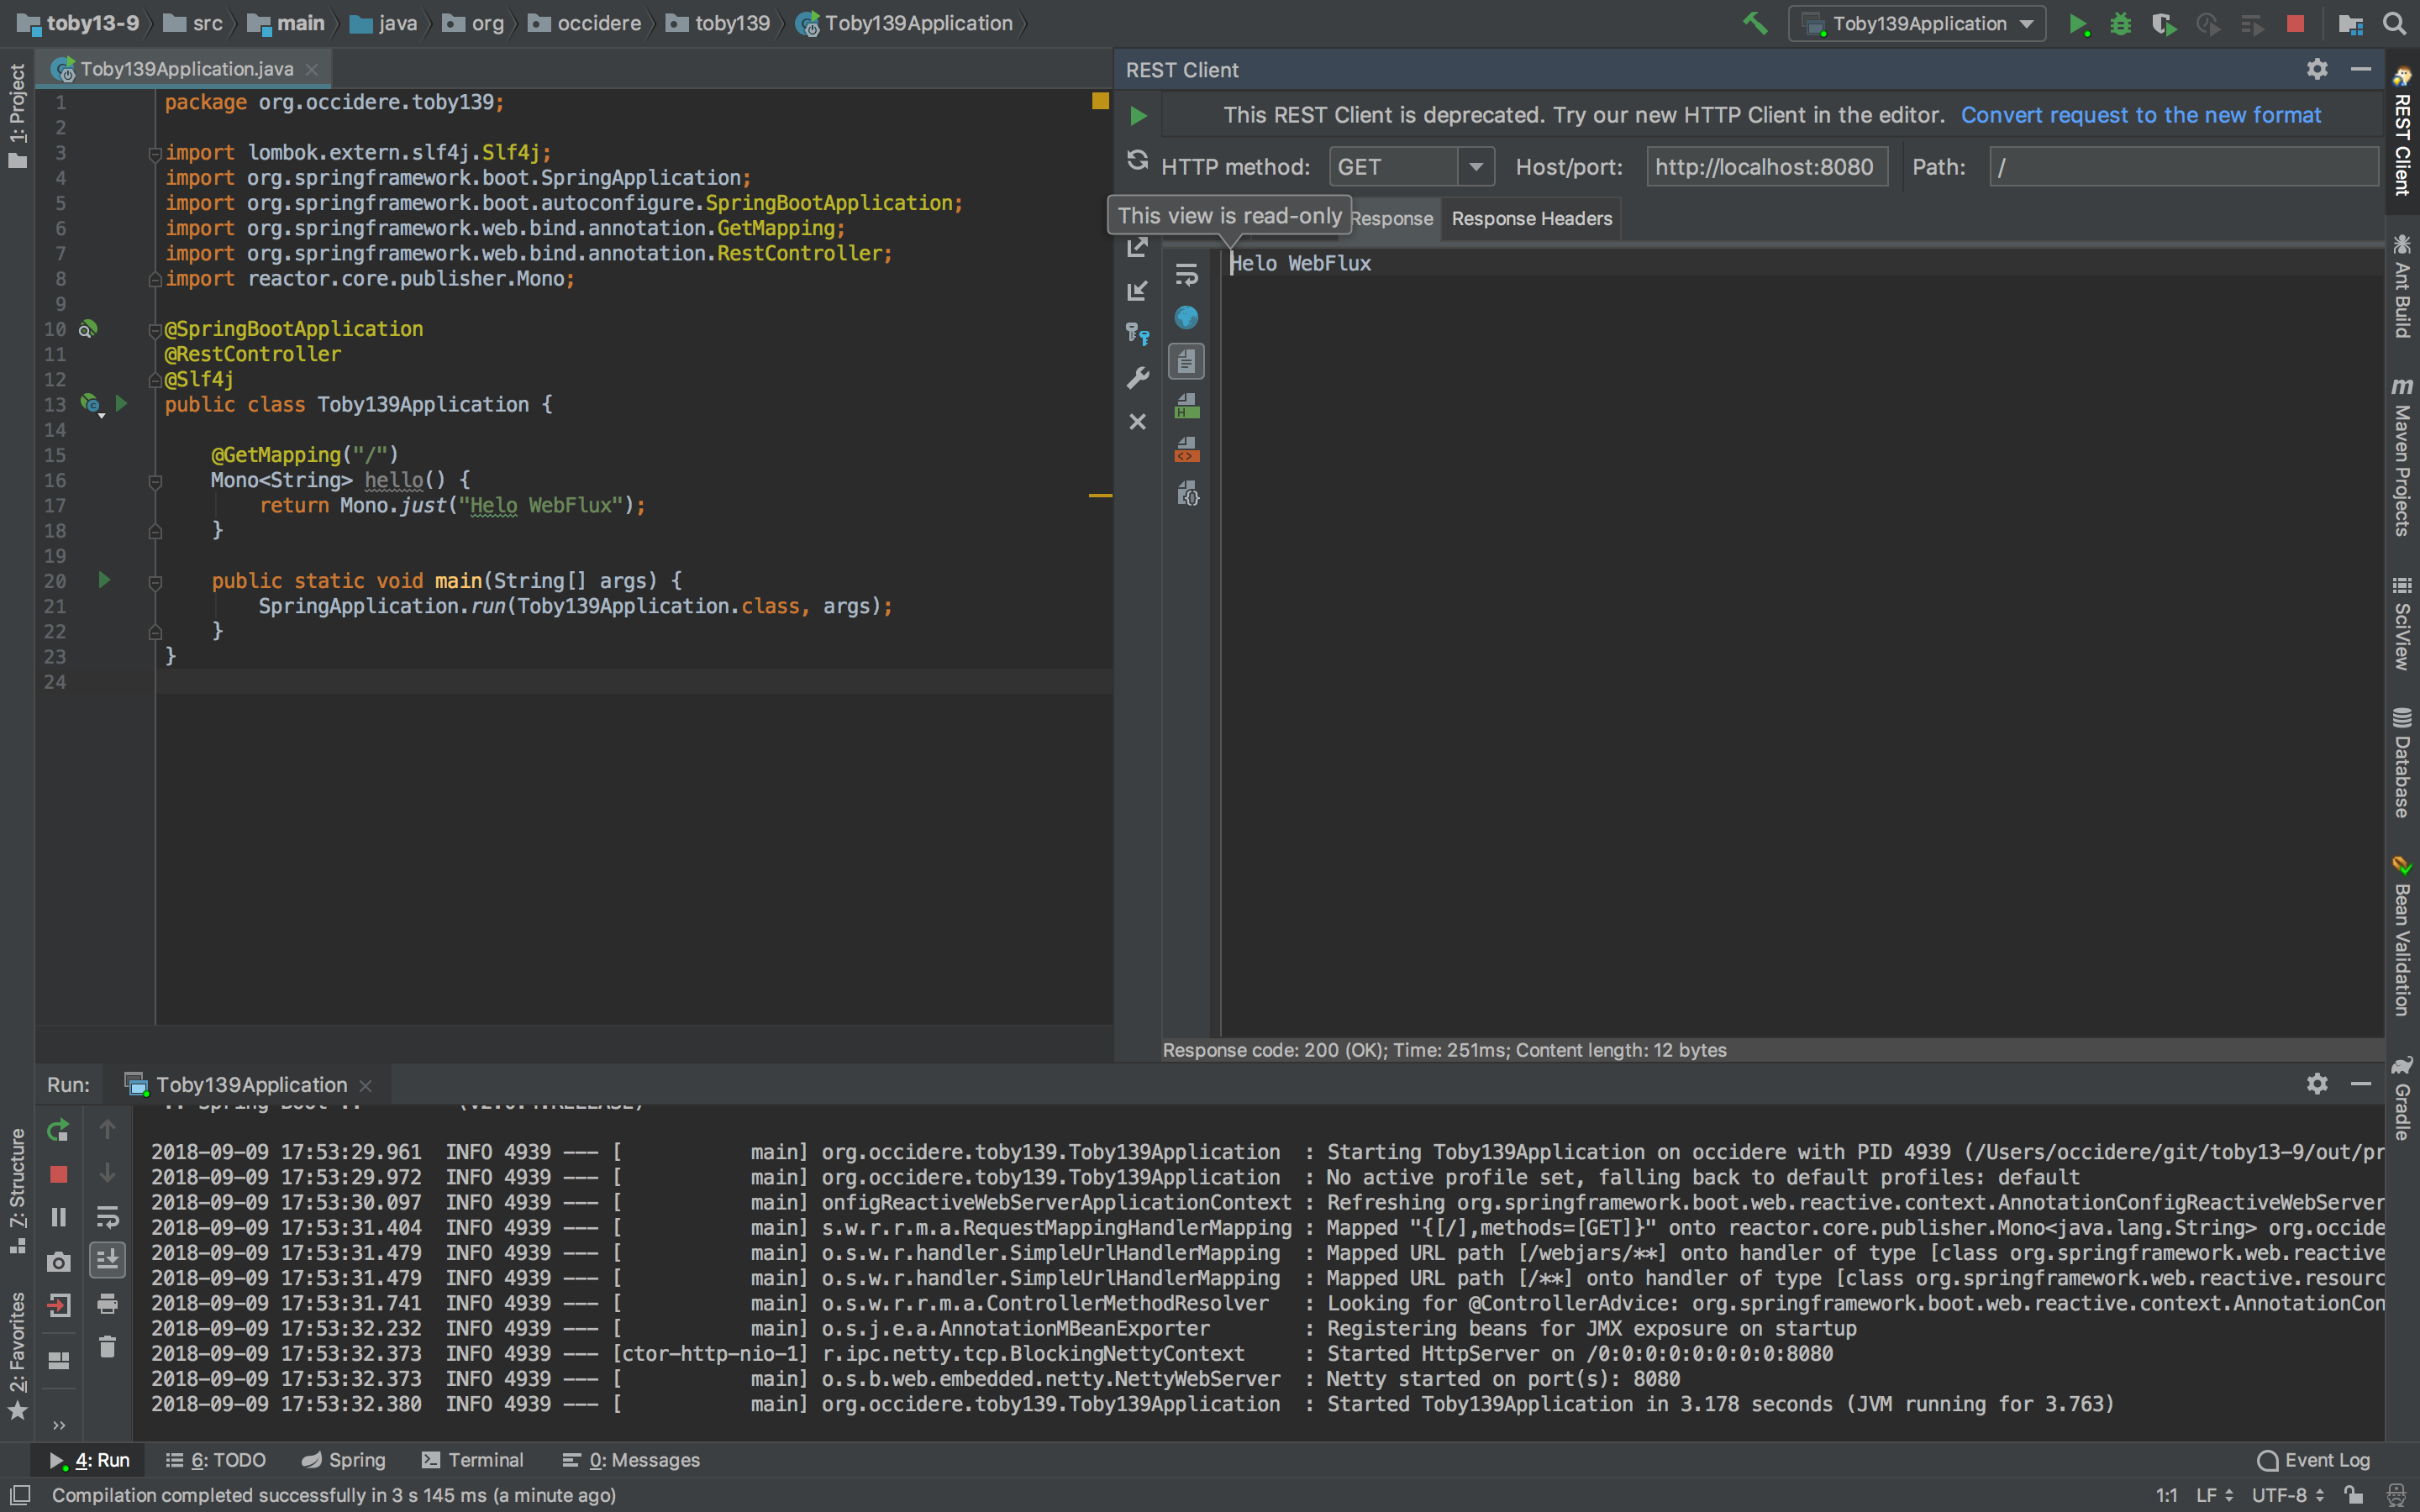 toby13-9 src main java org occidere toby139 Toby139Application
Toby139Application
1: Project
Toby139Application.java
1 package org.occidere.toby139;
2
3 import lombok.extern.slf4j.Slf4j;
4 import org.springframework.boot.SpringApplication;
5 import org.springframework.boot.autoconfigure.SpringBootApplication;
6 import org.springframework.web.bind.annotation.GetMapping;
7 import org.springframework.web.bind.annotation.RestController;
8 import reactor.core.publisher.Mono;
9
10 @SpringBootApplication
11 @RestController
12 @Slf4j
13 public class Toby139Application {
14
15 @GetMapping("/")
16 Mono<String> hello() {
17 return Mono.just("Helo WebFlux");
18 }
19
20 public static void main(String[] args) {
21 SpringApplication.run(Toby139Application.class, args);
22 }
23 }
24
REST Client
This REST Client is deprecated. Try our new HTTP Client in the editor. Convert request to the new format
HTTP method: GET Host/port: http://localhost:8080 Path: /
This view is read-only
Response Response Headers
Helo WebFlux
Response code: 200 (OK); Time: 251ms; Content length: 12 bytes
REST Client
Ant Build
m Maven Projects
SciView
Database
Bean Validation
Gradle
Run: Toby139Application
:: Spring Boot :: (v2.0.4.RELEASE)
2018-09-09 17:53:29.961 INFO 4939 --- [ main] org.occidere.toby139.Toby139Application : Starting Toby139Application on occidere with PID 4939 (/Users/occidere/git/toby13-9/out/pr
2018-09-09 17:53:29.972 INFO 4939 --- [ main] org.occidere.toby139.Toby139Application : No active profile set, falling back to default profiles: default
2018-09-09 17:53:30.097 INFO 4939 --- [ main] onfigReactiveWebServerApplicationContext : Refreshing org.springframework.boot.web.reactive.context.AnnotationConfigReactiveWebServer
2018-09-09 17:53:31.404 INFO 4939 --- [ main] s.w.r.r.m.a.RequestMappingHandlerMapping : Mapped "{[/],methods=[GET]}" onto reactor.core.publisher.Mono<java.lang.String> org.occide
2018-09-09 17:53:31.479 INFO 4939 --- [ main] o.s.w.r.handler.SimpleUrlHandlerMapping : Mapped URL path [/webjars/**] onto handler of type [class org.springframework.web.reactive
2018-09-09 17:53:31.479 INFO 4939 --- [ main] o.s.w.r.handler.SimpleUrlHandlerMapping : Mapped URL path [/**] onto handler of type [class org.springframework.web.reactive.resourc
2018-09-09 17:53:31.741 INFO 4939 --- [ main] o.s.w.r.r.m.a.ControllerMethodResolver : Looking for @ControllerAdvice: org.springframework.boot.web.reactive.context.AnnotationCon
2018-09-09 17:53:32.232 INFO 4939 --- [ main] o.s.j.e.a.AnnotationMBeanExporter : Registering beans for JMX exposure on startup
2018-09-09 17:53:32.373 INFO 4939 --- [ctor-http-nio-1] r.ipc.netty.tcp.BlockingNettyContext : Started HttpServer on /0:0:0:0:0:0:0:0:8080
2018-09-09 17:53:32.373 INFO 4939 --- [ main] o.s.b.web.embedded.netty.NettyWebServer : Netty started on port(s): 8080
2018-09-09 17:53:32.380 INFO 4939 --- [ main] org.occidere.toby139.Toby139Application : Started Toby139Application in 3.178 seconds (JVM running for 3.763)
Z: Structure
2: Favorites
4: Run 6: TODO Spring Terminal 0: Messages Event Log
Compilation completed successfully in 3 s 145 ms (a minute ago) 1:1 LF UTF-8